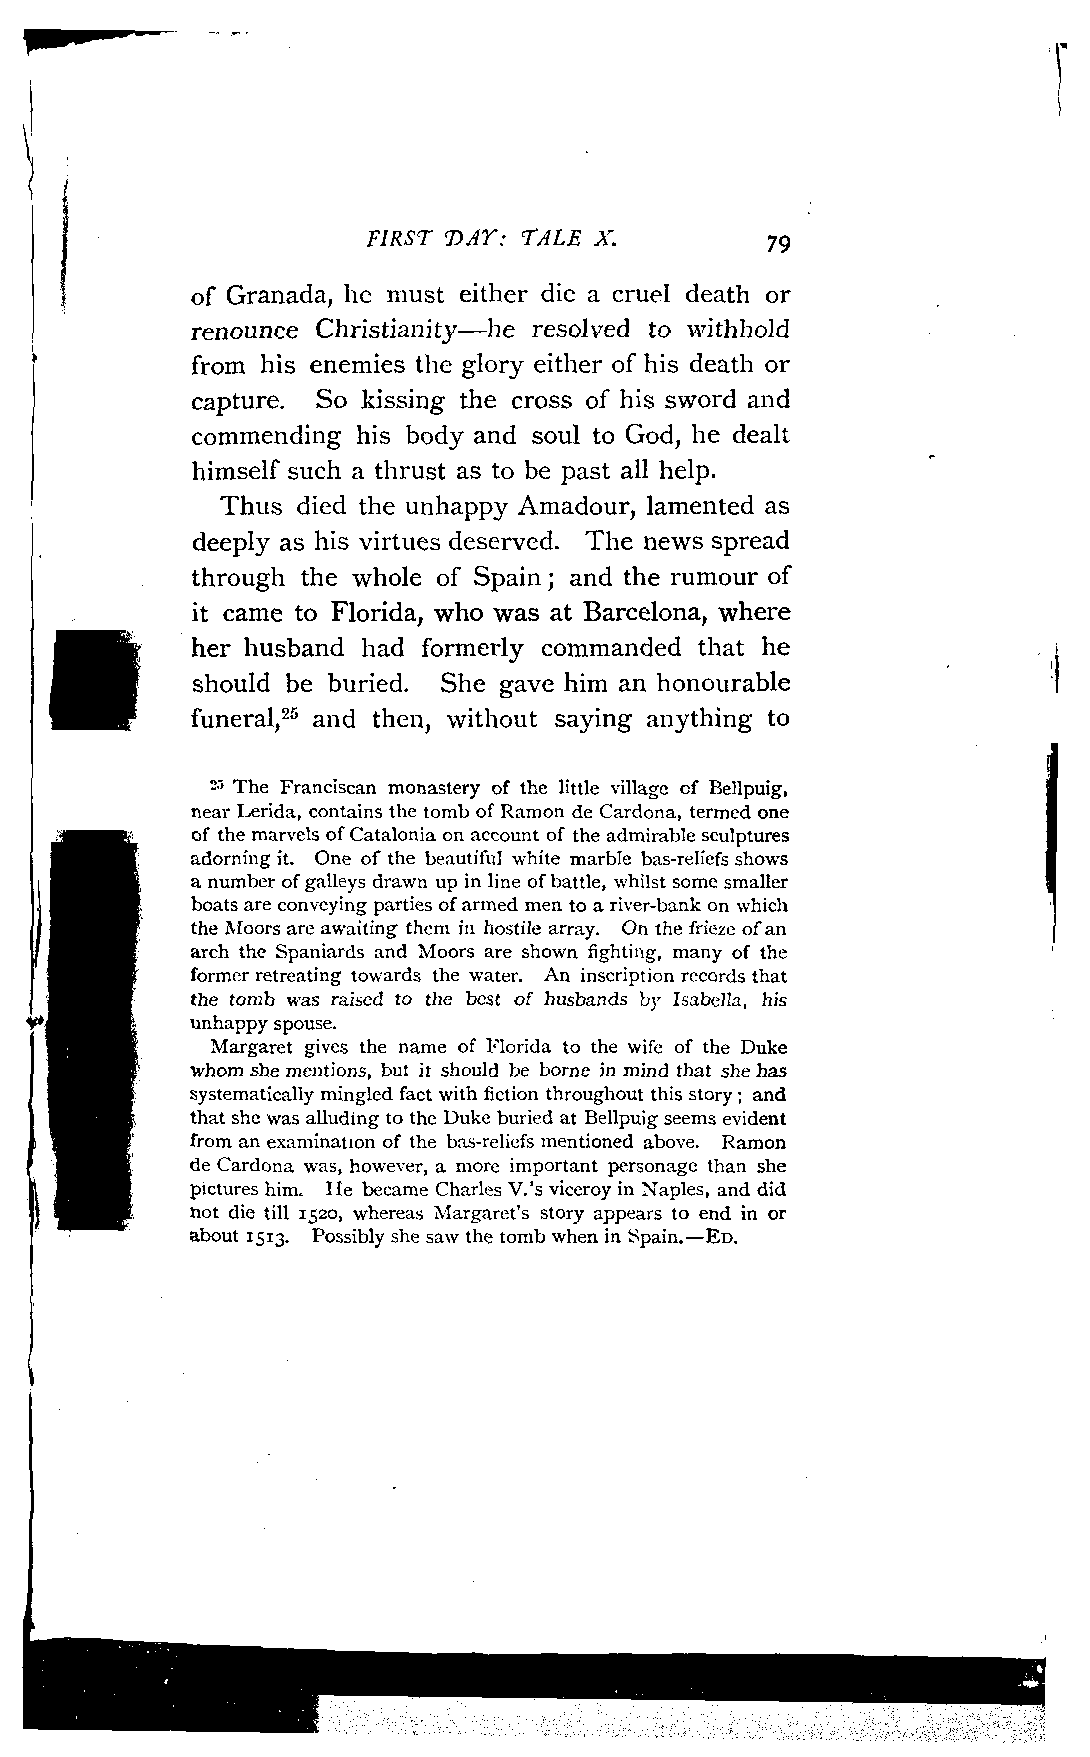 FIRST DAY: TALE X. 79
of Granada, he must either die a cruel death or
renounce Christianity—he resolved to withhold
from his enemies the glory either of his death or
capture. So kissing the cross of his sword and
commending his body and soul to God, he dealt
himself such a thrust as to be past all help.
Thus died the unhappy Amadour, lamented as
deeply as his virtues deserved. The news spread
through the whole of Spain; and the rumour of
it came to Florida, who was at Barcelona, where
her husband had formerly commanded that he
should be buried. She gave him an honourable
funeral,²⁵ and then, without saying anything to
²⁵ The Franciscan monastery of the little village of Bellpuig,
near Lerida, contains the tomb of Ramon de Cardona, termed one
of the marvels of Catalonia on account of the admirable sculptures
adorning it. One of the beautiful white marble bas-reliefs shows
a number of galleys drawn up in line of battle, whilst some smaller
boats are conveying parties of armed men to a river-bank on which
the Moors are awaiting them in hostile array. On the frieze of an
arch the Spaniards and Moors are shown fighting, many of the
former retreating towards the water. An inscription records that
the tomb was raised to the best of husbands by Isabella, his
unhappy spouse.
Margaret gives the name of Florida to the wife of the Duke
whom she mentions, but it should be borne in mind that she has
systematically mingled fact with fiction throughout this story; and
that she was alluding to the Duke buried at Bellpuig seems evident
from an examination of the bas-reliefs mentioned above. Ramon
de Cardona was, however, a more important personage than she
pictures him. He became Charles V.'s viceroy in Naples, and did
not die till 1520, whereas Margaret's story appears to end in or
about 1513. Possibly she saw the tomb when in Spain.—ED.